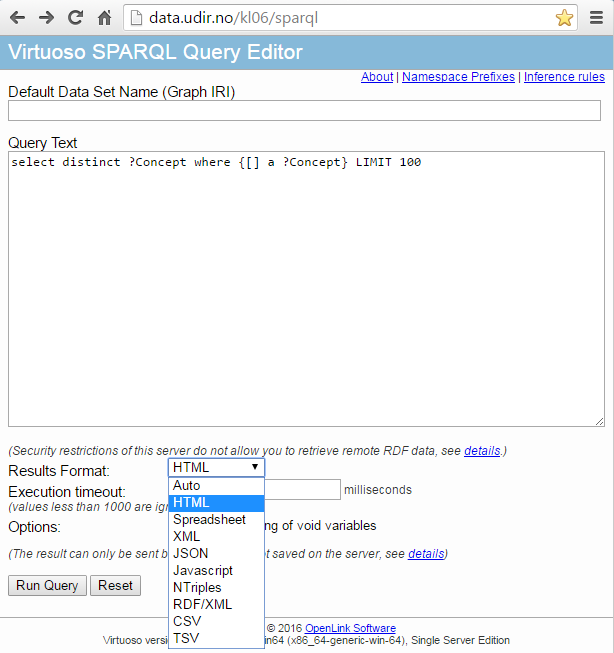 data.udir.no/kl06/sparql
Virtuoso SPARQL Query Editor
About | Namespace Prefixes | Inference rules
Default Data Set Name (Graph IRI)
Query Text
select distinct ?Concept where {[] a ?Concept} LIMIT 100
(Security restrictions of this server do not allow you to retrieve remote RDF data, see details.)
Results Format: HTML
Auto
HTML
Spreadsheet
XML
JSON
Javascript
NTriples
RDF/XML
CSV
TSV
Execution timeout: milliseconds
(values less than 1000 are ig
Options: ng of void variables
(The result can only be sent b t saved on the server, see details)
Run Query Reset
© 2016 OpenLink Software
Virtuoso versi in64 (x86_64-generic-win-64), Single Server Edition